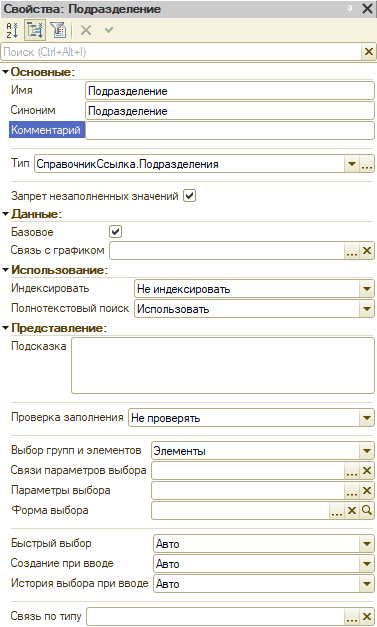 Свойства: Подразделение
Поиск (Ctrl+Alt+I)
Основные:
Имя Подразделение
Синоним Подразделение
Комментарий
Тип СправочникСсылка.Подразделения
Запрет незаполненных значений
Данные:
Базовое
Связь с графиком
Использование:
Индексировать Не индексировать
Полнотекстовый поиск Использовать
Представление:
Подсказка
Проверка заполнения Не проверять
Выбор групп и элементов Элементы
Связи параметров выбора
Параметры выбора
Форма выбора
Быстрый выбор Авто
Создание при вводе Авто
История выбора при вводе Авто
Связь по типу